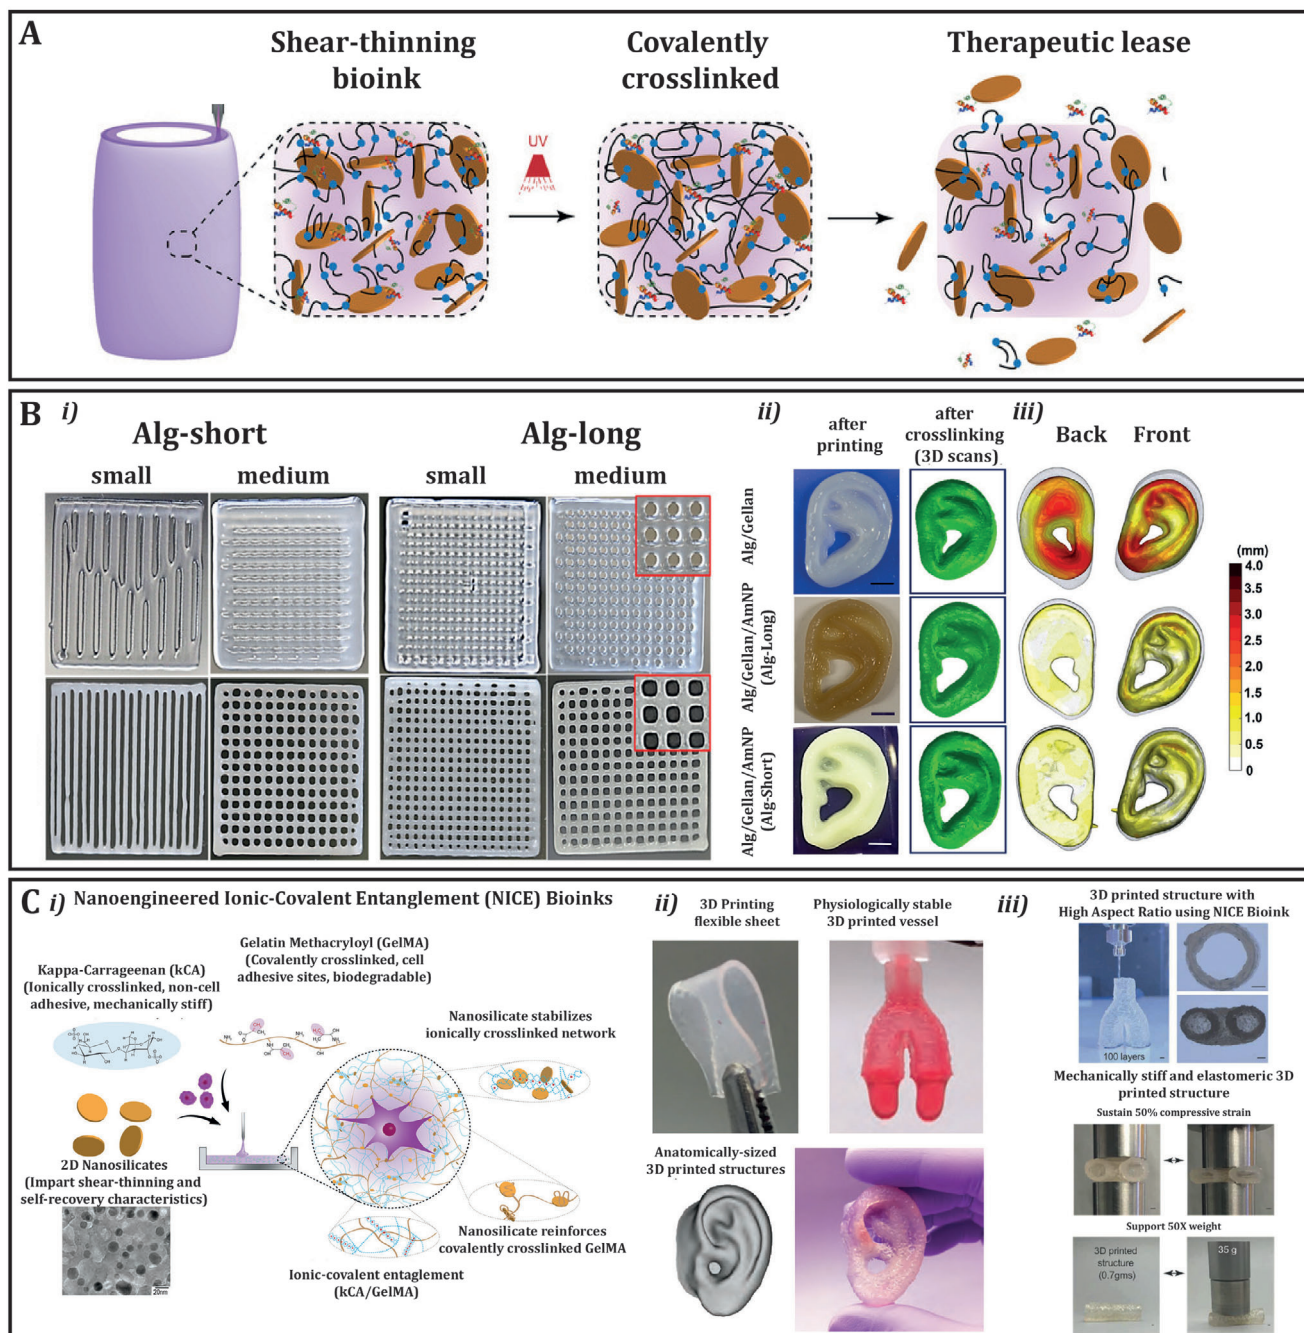 A
Shear-thinning
bioink
Covalently
crosslinked
Therapeutic lease
UV
B
i)
Alg-short
Alg-long
small
medium
small
medium
ii)
after
printing
after
crosslinking
(3D scans)
Alg/Gellan
Alg/Gellan/AmNP
(Alg-Long)
Alg/Gellan/AmNP
(Alg-Short)
iii)
Back
Front
(mm)
4.0
3.5
3.0
2.5
2.0
1.5
1.0
0.5
0
C
i)
Nanoengineered Ionic-Covalent Entanglement (NICE) Bioinks
Gelatin Methacryloyl (GelMA)
(Covalently crosslinked, cell
adhesive sites, biodegradable)
Kappa-Carrageenan (kCA)
(Ionically crosslinked, non-cell
adhesive, mechanically stiff)
Nanosilicate stabilizes
ionically crosslinked network
2D Nanosilicates
(Impart shear-thinning and
self-recovery characteristics)
20nm
Nanosilicate reinforces
covalently crosslinked GelMA
Ionic-covalent entaglement
(kCA/GelMA)
ii)
3D Printing
flexible sheet
Physiologically stable
3D printed vessel
Anatomically-sized
3D printed structures
iii)
3D printed structure with
High Aspect Ratio using NICE Bioink
100 layers
Mechanically stiff and elastomeric 3D
printed structure
Sustain 50% compressive strain
Support 50X weight
3D printed
structure
(0.7gms)
35 g